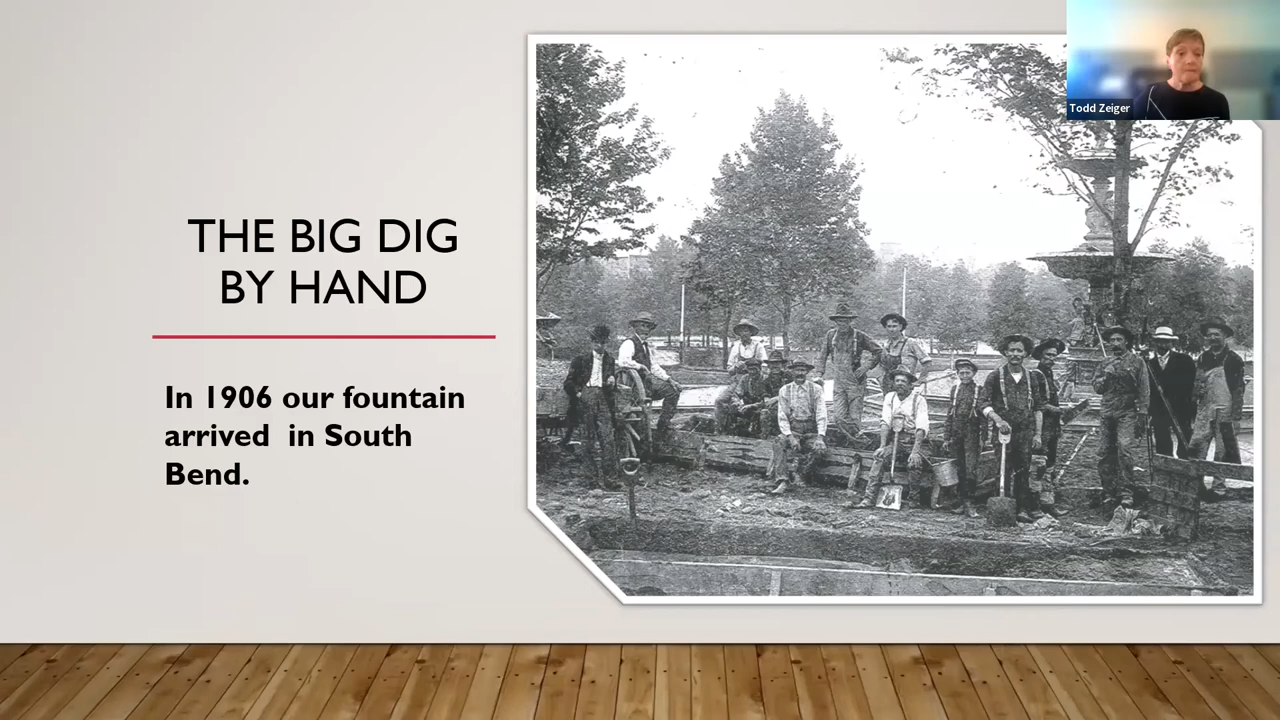 THE BIG DIG
BY HAND
In 1906 our fountain
arrived  in South
Bend.
Todd Zeiger